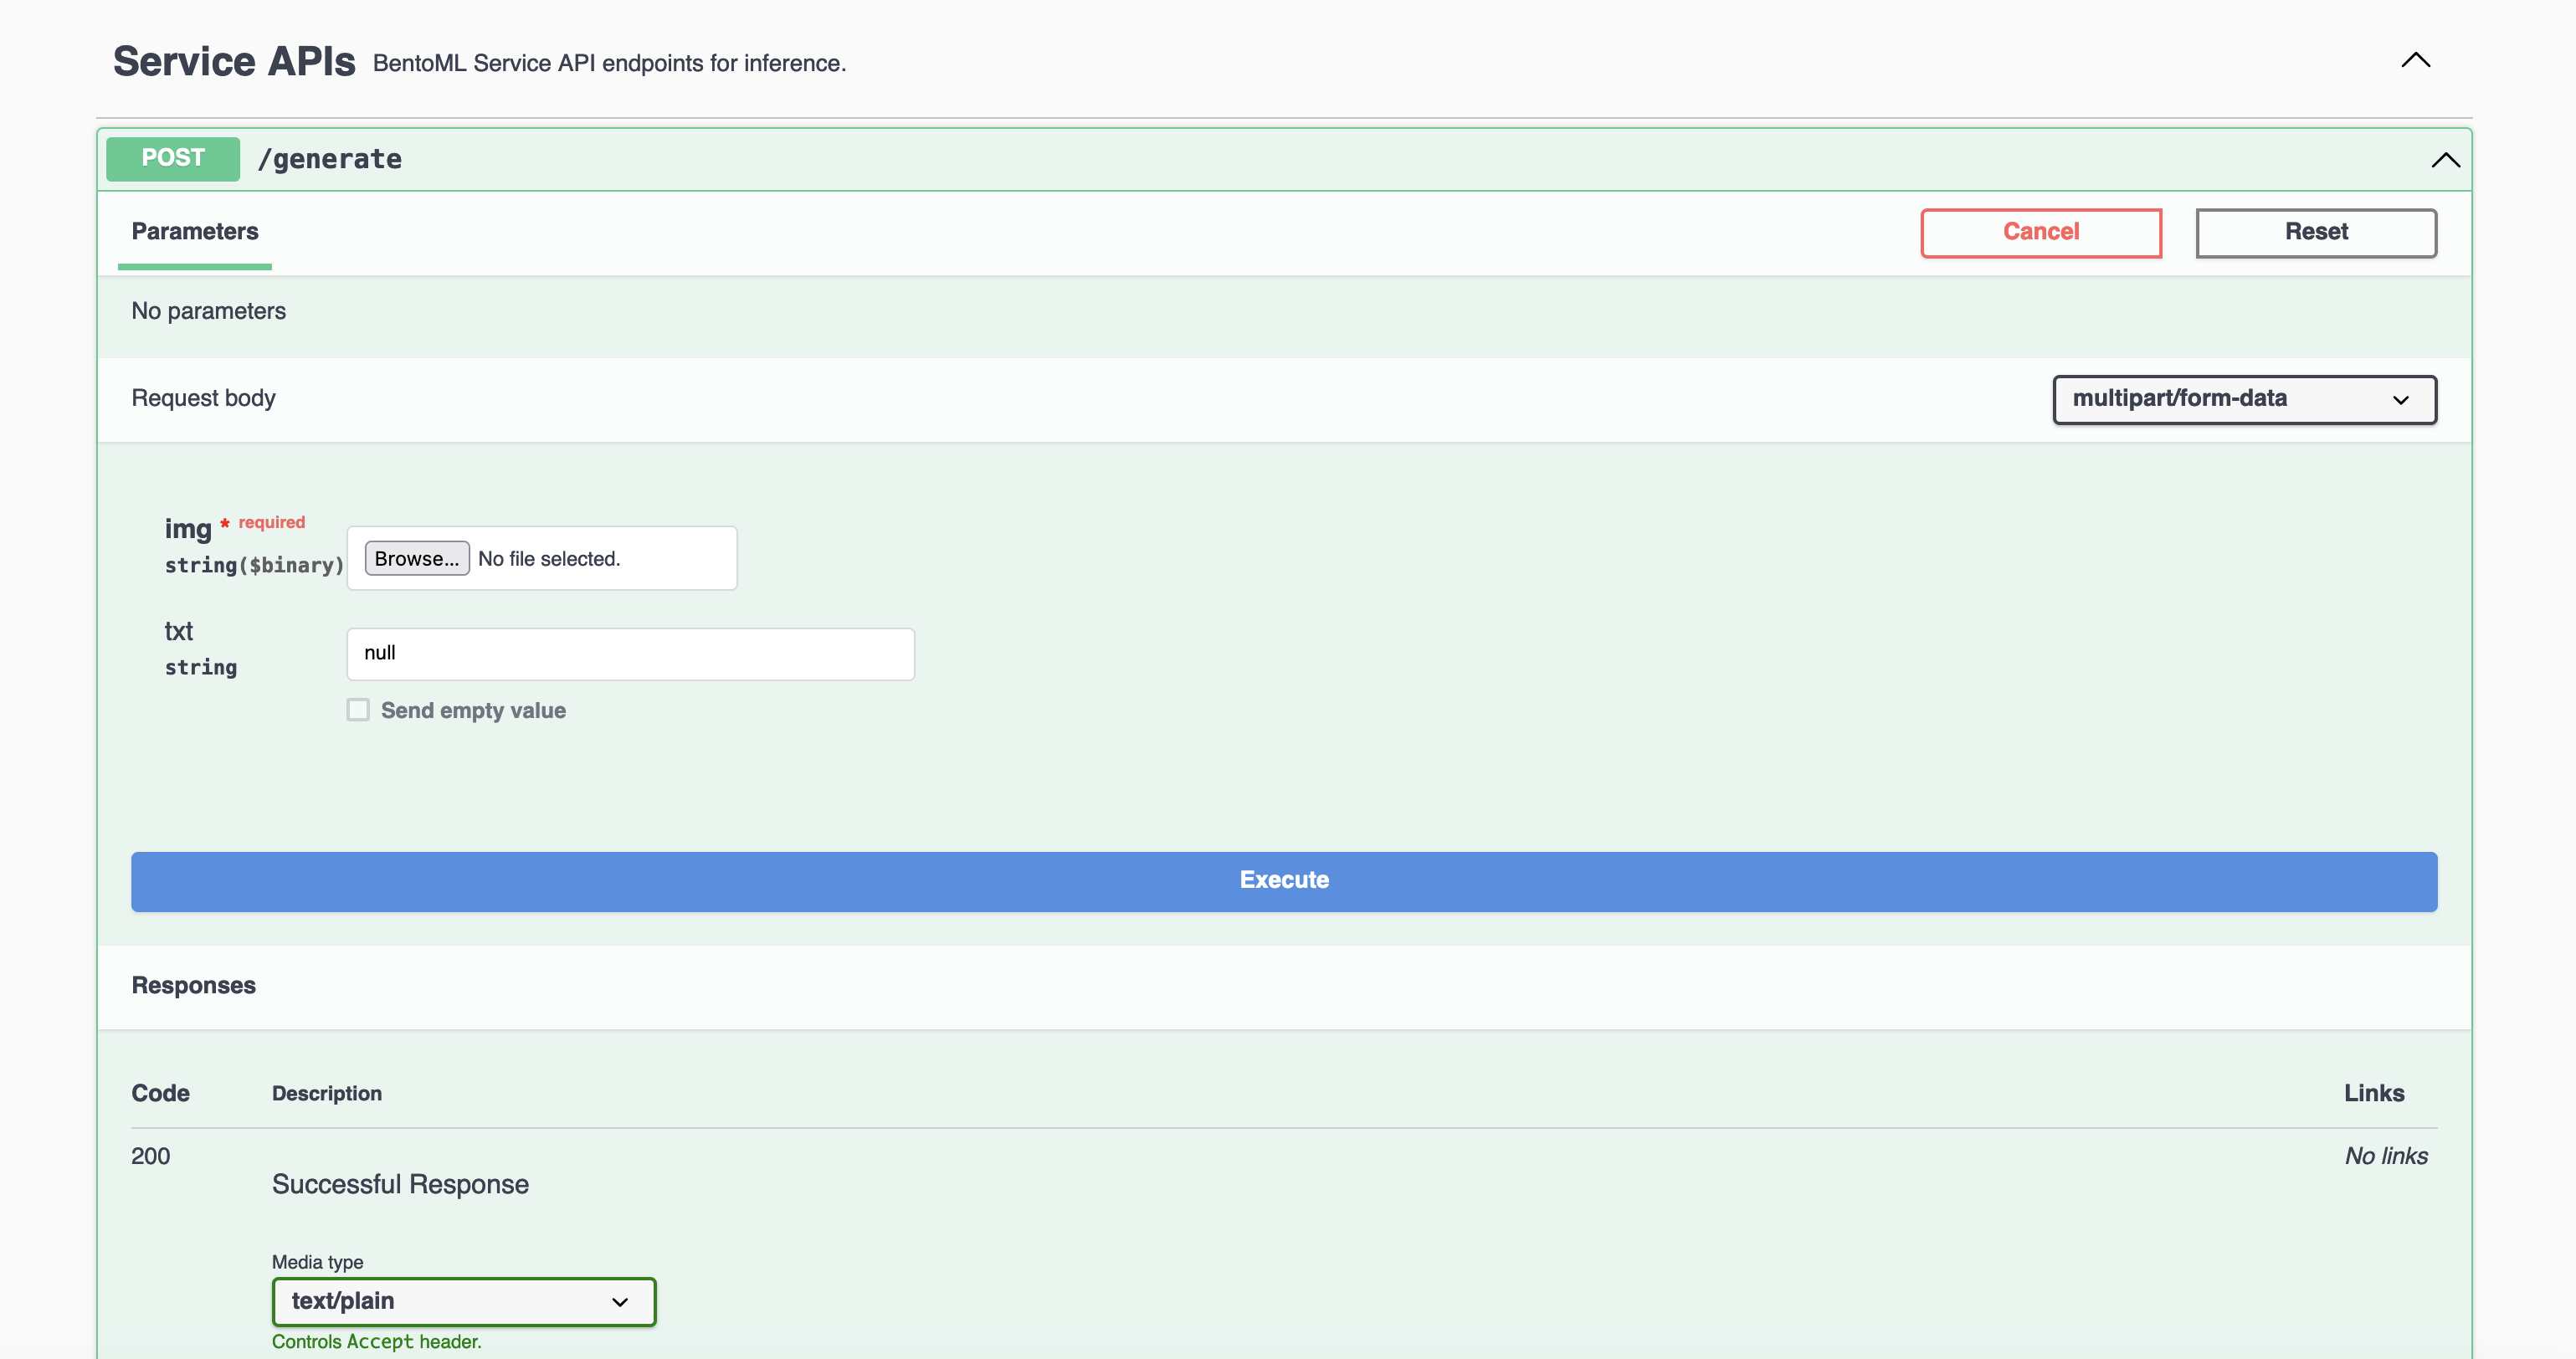 Service APIs BentoML Service API endpoints for inference.
POST /generate
Parameters
Cancel
Reset
No parameters
Request body
multipart/form-data
img * required
string($binary)
Browse... No file selected.
txt
string
null
Send empty value
Execute
Responses
Code Description Links
200
Successful Response
No links
Media type
text/plain
Controls Accept header.